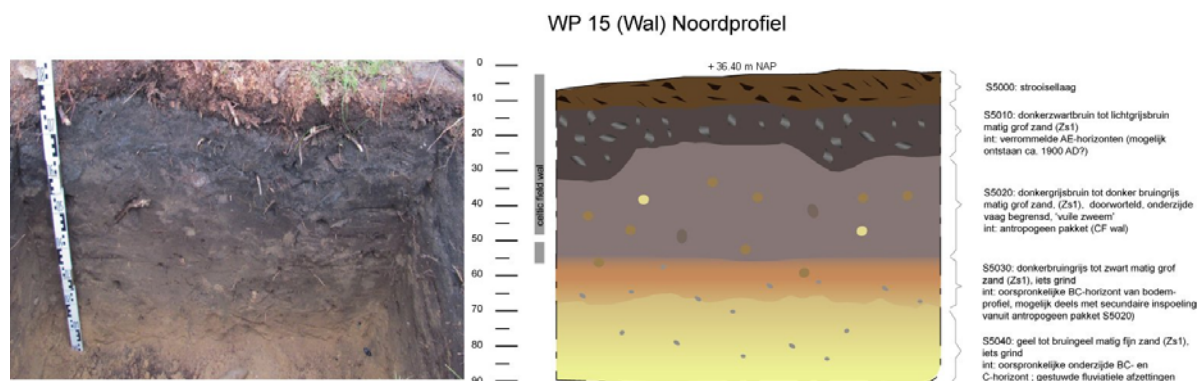 WP 15 (Wal) Noordprofiel
0
10
20
30
40
50
60
70
80
90
celtic field wal
+ 36.40 m NAP
S5000: strooisellaag
S5010: donkerzwartbruin tot lichtgrijsbruin
matig grof zand (Zs1)
int: verrommelde AE-horizonten (mogelijk
ontstaan ca. 1900 AD?)
S5020: donkergrijsbruin tot donker bruingrijs
matig grof zand, (Zs1), doorworteld, onderzijde
vaag begrensd, 'vuile zweem'
int: antropogeen pakket (CF wal)
S5030: donkerbruingrijs tot zwart matig grof
zand (Zs1), iets grind
int: oorspronkelijke BC-horizont van bodem-
profiel, mogelijk deels met secundaire inspoeling
vanuit antropogeen pakket S5020)
S5040: geel tot bruingeel matig fijn zand (Zs1),
iets grind
int: oorspronkelijke onderzijde BC- en
C-horizont ; gestuwde fluviatiele afzettingen